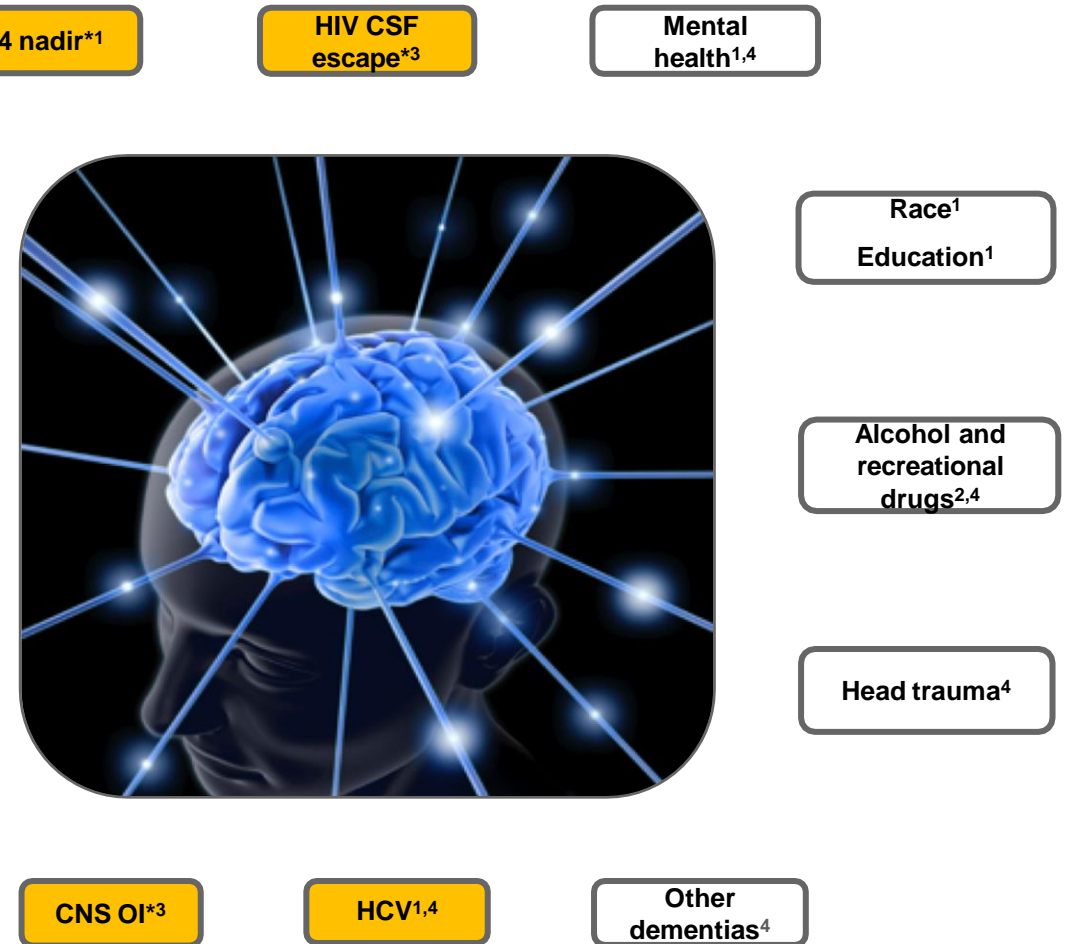 4 nadir*¹
HIV CSF
escape*³
Mental
health¹,⁴
Race¹
Education¹
Alcohol and
recreational
drugs²,⁴
Head trauma⁴
CNS OI*³
HCV¹,⁴
Other
dementias⁴